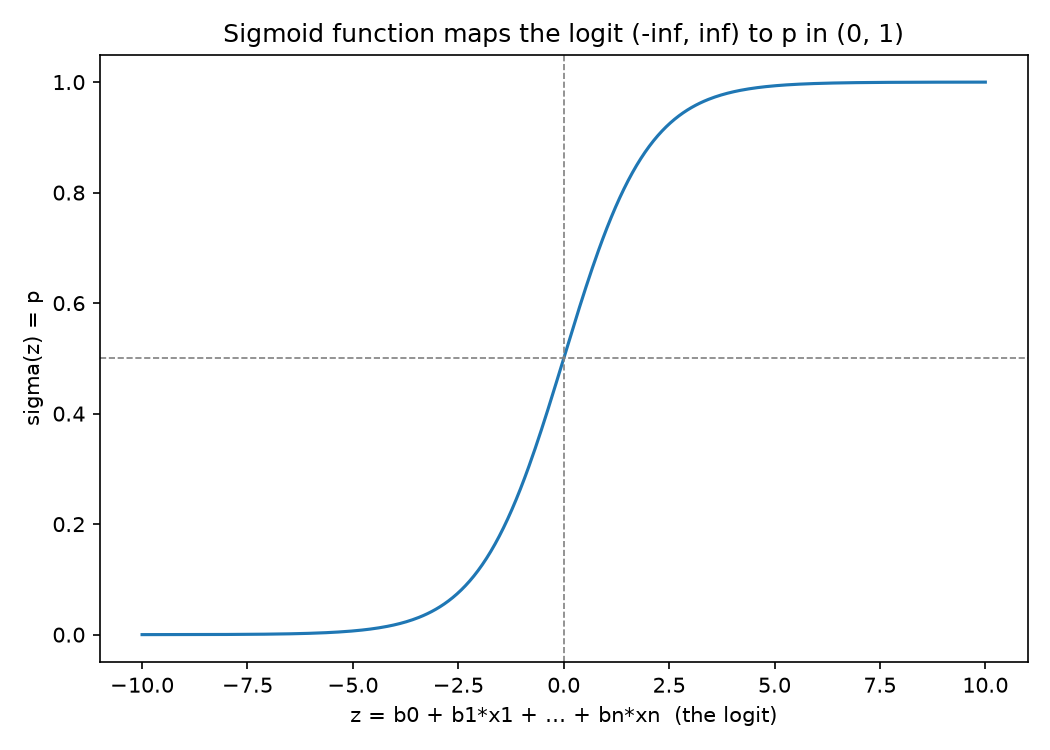 Sigmoid function maps the logit (-inf, inf) to p in (0, 1)
sigma(z) = p
1.0
0.8
0.6
0.4
0.2
0.0
−10.0 −7.5 −5.0 −2.5 0.0 2.5 5.0 7.5 10.0
z = b0 + b1*x1 + ... + bn*xn (the logit)